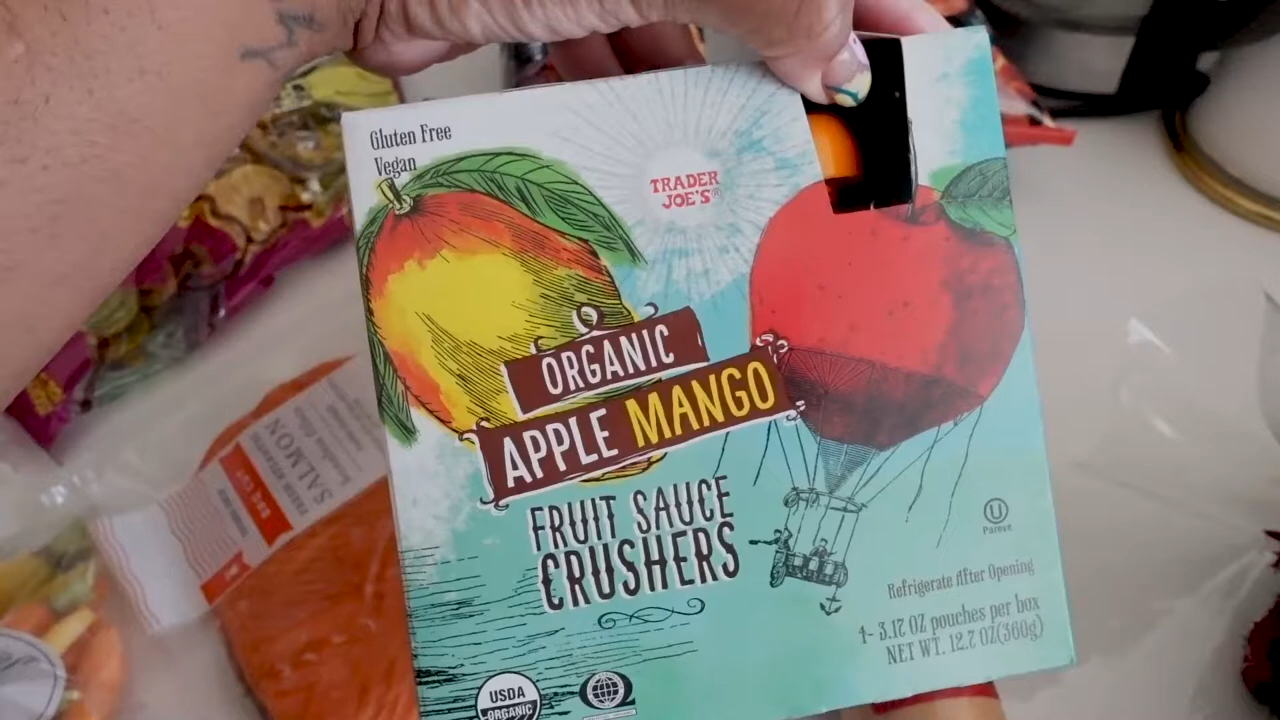 Gluten Free
Vegan
TRADER
JOE'S®
ORGANIC
APPLE MANGO
FRUIT SAUCE
CRUSHERS
U
Pareve
Refrigerate After Opening
4- 3.17 OZ pouches per box
NET WT. 12.7 OZ(360g)
USDA
ORGANIC
SALMON